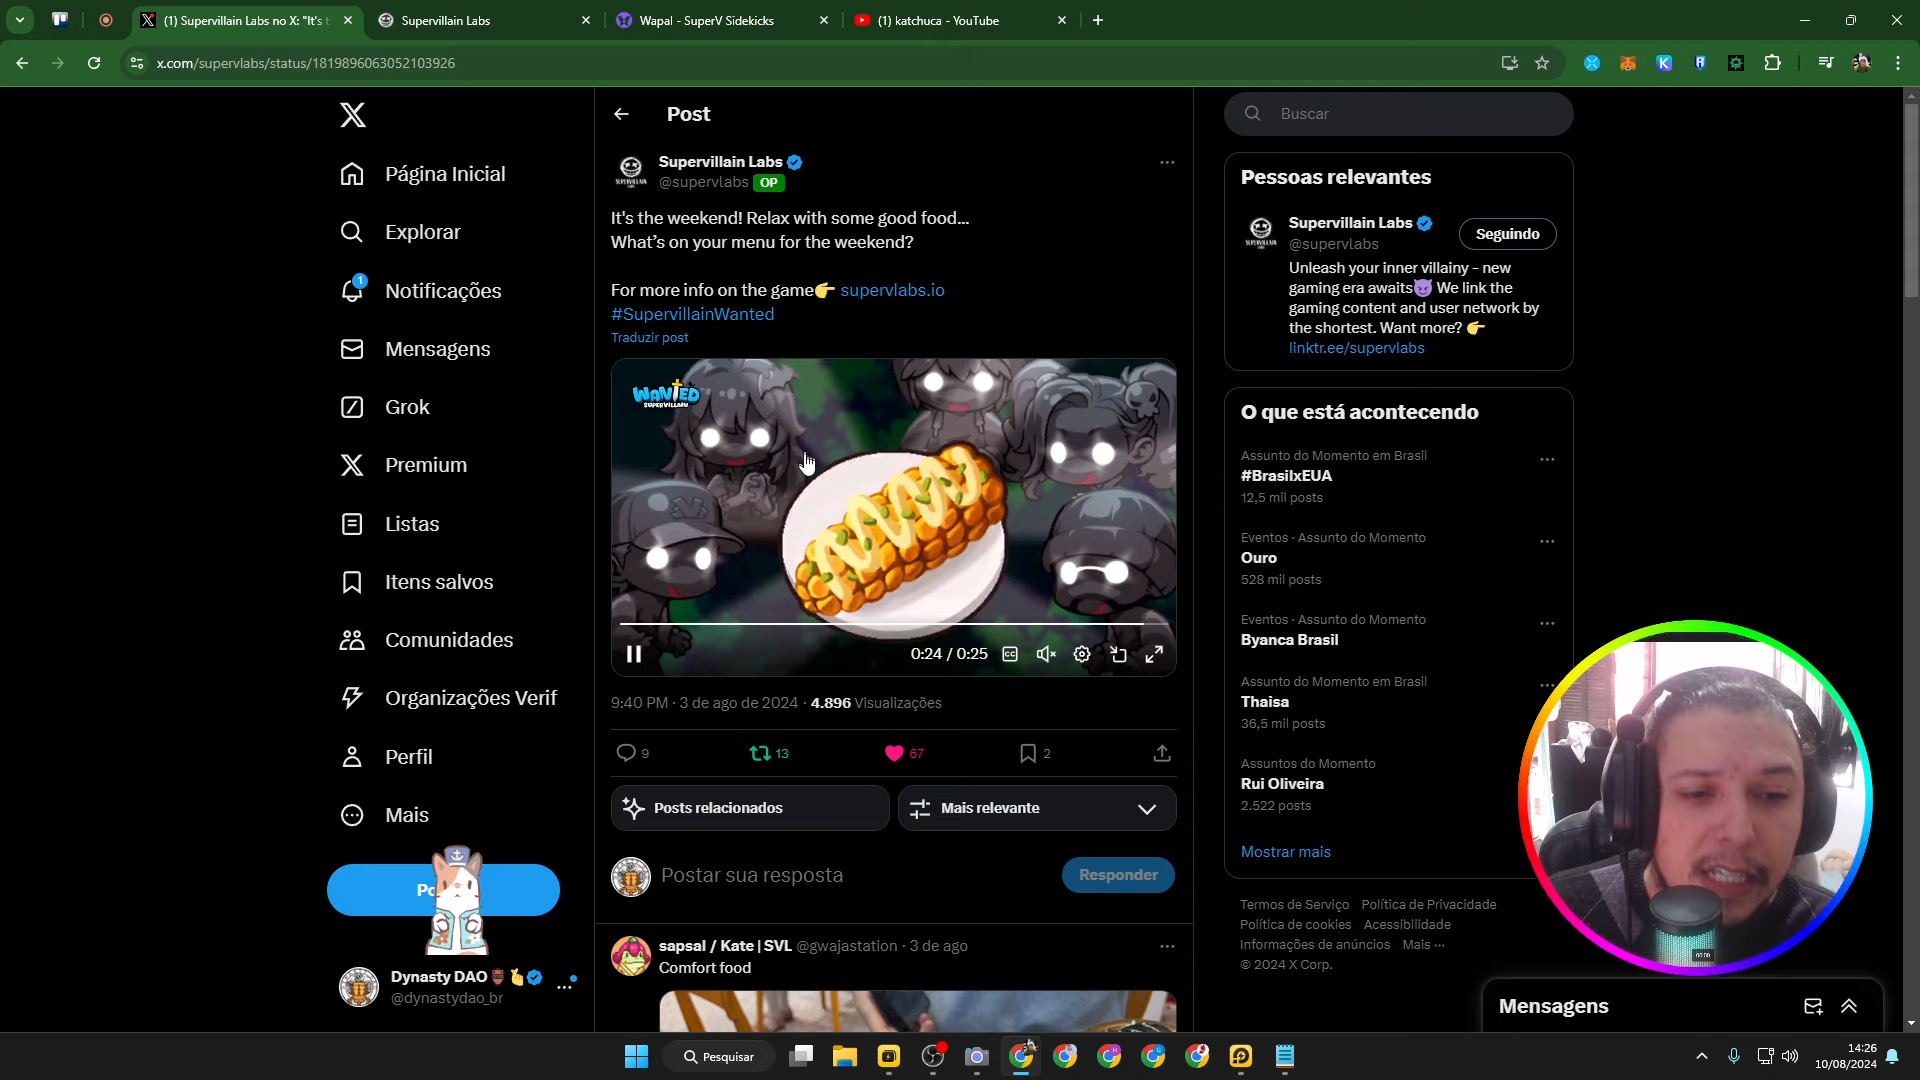 (1) Supervillain Labs no X: "It's t
Supervillain Labs
Wapal - SuperV Sidekicks
(1) katchuca - YouTube
x.com/supervlabs/status/1819896063052103926
Página Inicial
Explorar
1
Notificações
Mensagens
Grok
Premium
Listas
Itens salvos
Comunidades
Organizações Verif
Perfil
Mais
Dynasty DAO
@dynastydao_br
Post
Supervillain Labs
@supervlabs OP
It's the weekend! Relax with some good food...
What's on your menu for the weekend?
For more info on the game👉 supervlabs.io
#SupervillainWanted
Traduzir post
WANTED
SUPERVILLAIN
0:24 / 0:25
9:40 PM · 3 de ago de 2024 · 4.896 Visualizações
9
13
67
2
Posts relacionados
Mais relevante
Postar sua resposta
Responder
sapsal / Kate | SVL @gwajastation · 3 de ago
Comfort food
Buscar
Pessoas relevantes
Supervillain Labs
@supervlabs
Seguindo
Unleash your inner villainy - new
gaming era awaits😈 We link the
gaming content and user network by
the shortest. Want more? 👉
linktr.ee/supervlabs
O que está acontecendo
Assunto do Momento em Brasil
#BrasilxEUA
12,5 mil posts
Eventos · Assunto do Momento
Ouro
528 mil posts
Eventos · Assunto do Momento
Byanca Brasil
Assunto do Momento em Brasil
Thaisa
36,5 mil posts
Assuntos do Momento
Rui Oliveira
2.522 posts
Mostrar mais
Termos de Serviço Política de Privacidade
Política de cookies Acessibilidade
Informações de anúncios Mais ···
© 2024 X Corp.
Mensagens
Pesquisar
14:26
10/08/2024